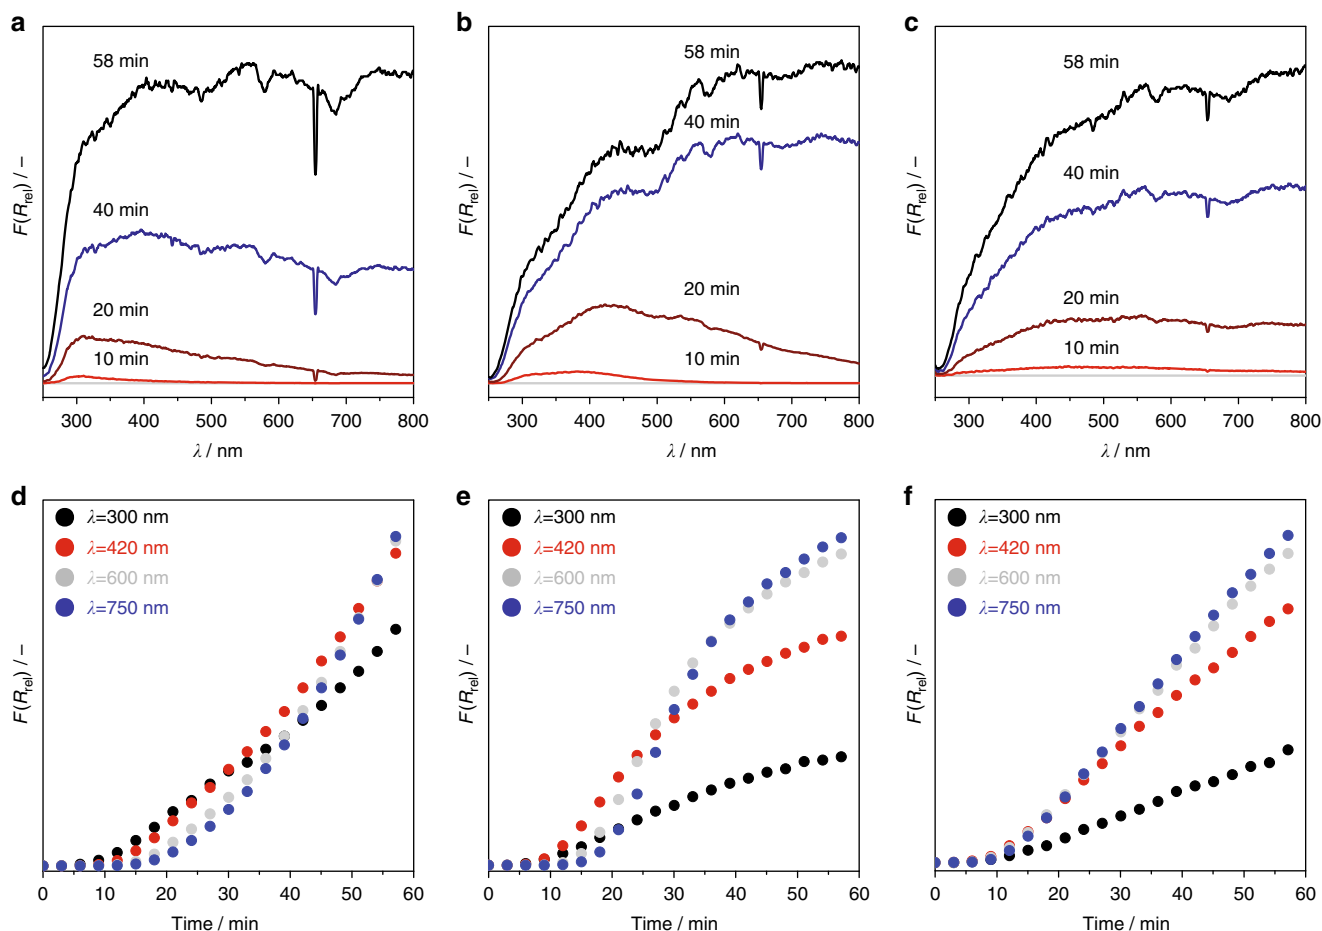 a
58 min
40 min
20 min
10 min
F(Rrel) / –
300 400 500 600 700 800
λ / nm
b
58 min
40 min
20 min
10 min
F(Rrel) / –
300 400 500 600 700 800
λ / nm
c
58 min
40 min
20 min
10 min
F(Rrel) / –
300 400 500 600 700 800
λ / nm
d
λ=300 nm
λ=420 nm
λ=600 nm
λ=750 nm
F(Rrel) / –
0 10 20 30 40 50 60
Time / min
e
λ=300 nm
λ=420 nm
λ=600 nm
λ=750 nm
F(Rrel) / –
0 10 20 30 40 50 60
Time / min
f
λ=300 nm
λ=420 nm
λ=600 nm
λ=750 nm
F(Rrel) / –
0 10 20 30 40 50 60
Time / min